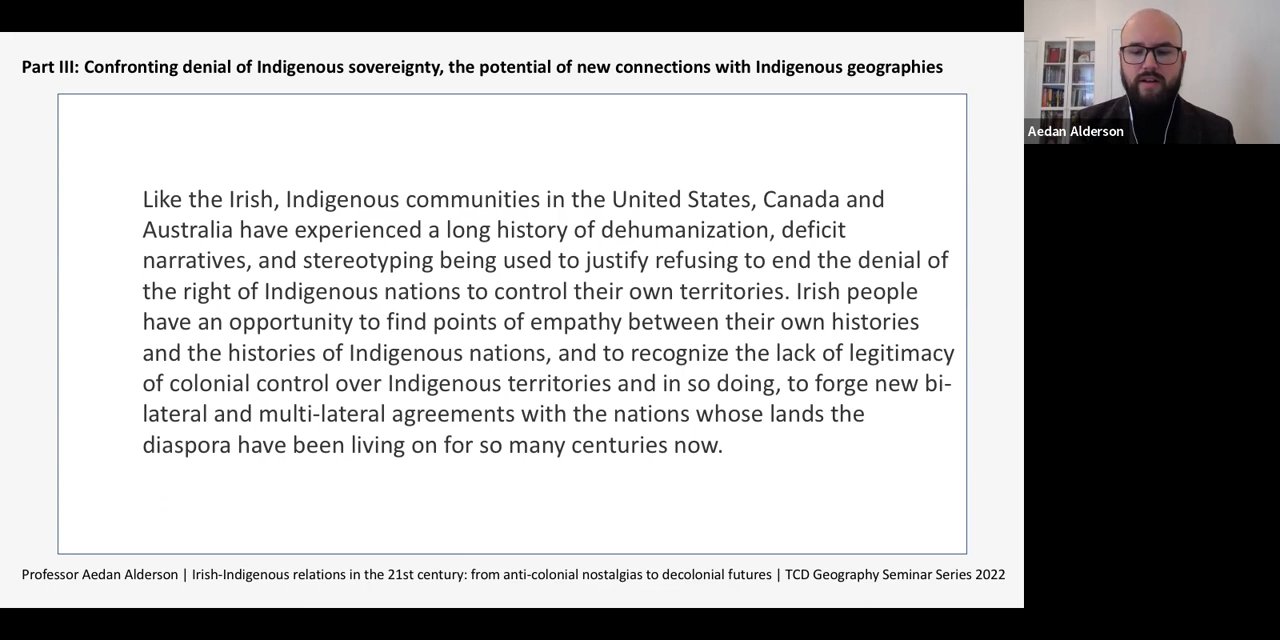 Part III: Confronting denial of Indigenous sovereignty, the potential of new connections with Indigenous geographies
Aedan Alderson
Like the Irish, Indigenous communities in the United States, Canada and
Australia have experienced a long history of dehumanization, deficit
narratives, and stereotyping being used to justify refusing to end the denial of
the right of Indigenous nations to control their own territories. Irish people
have an opportunity to find points of empathy between their own histories
and the histories of Indigenous nations, and to recognize the lack of legitimacy
of colonial control over Indigenous territories and in so doing, to forge new bi-
lateral and multi-lateral agreements with the nations whose lands the
diaspora have been living on for so many centuries now.
Professor Aedan Alderson | Irish-Indigenous relations in the 21st century: from anti-colonial nostalgias to decolonial futures | TCD Geography Seminar Series 2022